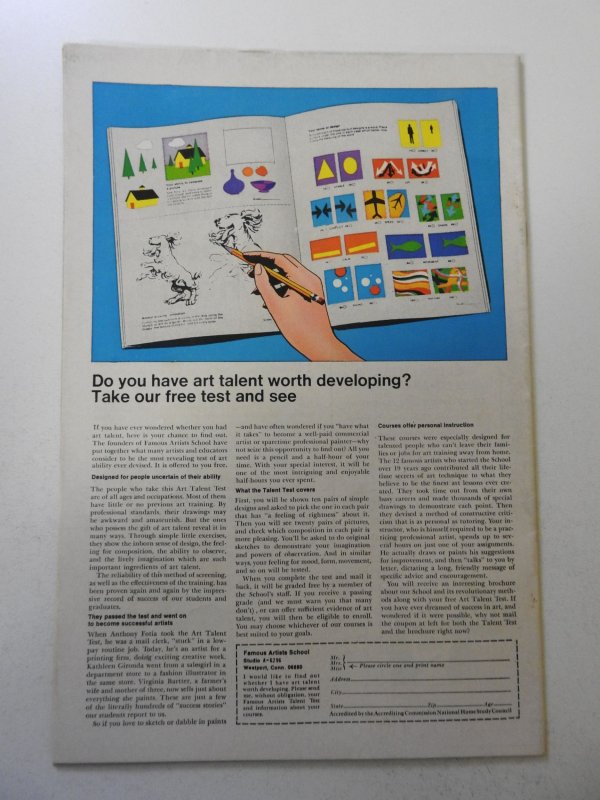 Do you have art talent worth developing?
Take our free test and see
If you have ever wondered whether you had
art talent, here is your chance to find out.
The founders of Famous Artists School have
put together what many artists and educators
consider to be the most revealing test of art
ability ever devised. It is offered to you free.
Designed for people uncertain of their ability
The people who take this Art Talent Test
are of all ages and occupations. Most of them
have little or no previous art training. By
professional standards, their drawings may
be awkward and amateurish. But the ones
who possess the gift of art talent reveal it in
many ways. Through simple little exercises,
they show the inborn sense of design, the feel-
ing for composition, the ability to observe,
and the lively imagination which are such
important ingredients of art talent.
The reliability of this method of screening,
as well as the effectiveness of the training, has
been proven again and again by the impres-
sive record of success of our students and
graduates.
They passed the test and went on
to become successful artists
When Anthony Fotia took the Art Talent
Test, he was a mail clerk, "stuck" in a low-
pay routine job. Today, he's an artist for a
printing firm, doing exciting creative work.
Kathleen Gironda went from a salesgirl in a
department store to a fashion illustrator in
the same store. Virginia Bartter, a farmer's
wife and mother of three, now sells just about
everything she paints. These are just a few
of the literally hundreds of "success stories"
our students report to us.
So if you love to sketch or dabble in paints
—and have often wondered if you "have what
it takes" to become a well-paid commercial
artist or sparetime professional painter—why
not seize this opportunity to find out? All you
need is a pencil and a half-hour of your
time. With your special interest, it will be
one of the most intriguing and enjoyable
half-hours you ever spent.
What the Talent Test covers
First, you will be shown ten pairs of simple
designs and asked to pick the one in each pair
that has "a feeling of rightness" about it.
Then you will see twenty pairs of pictures,
and check which composition in each pair is
more pleasing. You'll be asked to do original
sketches to demonstrate your imagination
and powers of observation. And in similar
ways, your feeling for mood, form, movement,
and so on will be tested.
When you complete the test and mail it
back, it will be graded free by a member of
the School's staff. If you receive a passing
grade (and we must warn you that many
don't), or can offer sufficient evidence of art
talent, you will then be eligible to enroll.
You may choose whichever of our courses is
best suited to your goals.
Courses offer personal instruction
These courses were especially designed for
talented people who can't leave their fami-
lies or jobs for art training away from home.
The 12 famous artists who started the School
over 19 years ago contributed all their life-
time secrets of art technique to what they
believe to be the finest art lessons ever cre-
ated. They took time out from their own
busy careers and made thousands of special
drawings to demonstrate each point. Then
they devised a method of constructive criti-
cism that is as personal as tutoring. Your in-
structor, who is himself required to be a prac-
ticing professional artist, spends up to sev-
eral hours on just one of your assignments.
He actually draws or paints his suggestions
for improvement, and then "talks" to you by
letter, dictating a long, friendly message of
specific advice and encouragement.
You will receive an interesting brochure
about our School and its revolutionary meth-
ods along with your free Art Talent Test. If
you have ever dreamed of success in art, and
wondered if it were possible, why not mail
the coupon at left for both the Talent Test
and the brochure right now?
Famous Artists School
Westport, Conn. 06880
I would like to find out
whether I have art talent
worth developing. Please send
me, without obligation, your
Famous Artists Talent Test
and information about your
courses.
Mr.
Mrs.
Miss
Please circle one and print name
Address
City
State Zip Age
Accredited by the Accrediting Commission National Home Study Council